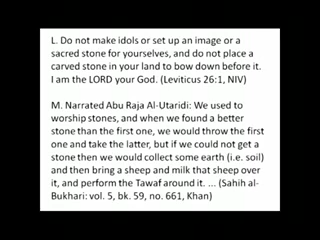 L. Do not make idols or set up an image or a
sacred stone for yourselves, and do not place a
carved stone in your land to bow down before it.
I am the LORD your God. (Leviticus 26:1, NIV)
M. Narrated Abu Raja Al-Utaridi: We used to
worship stones, and when we found a better
stone than the first one, we would throw the first
one and take the latter, but if we could not get a
stone then we would collect some earth (i.e. soil)
and then bring a sheep and milk that sheep over
it, and perform the Tawaf around it. ... (Sahih al-
Bukhari: vol. 5, bk. 59, no. 661, Khan)